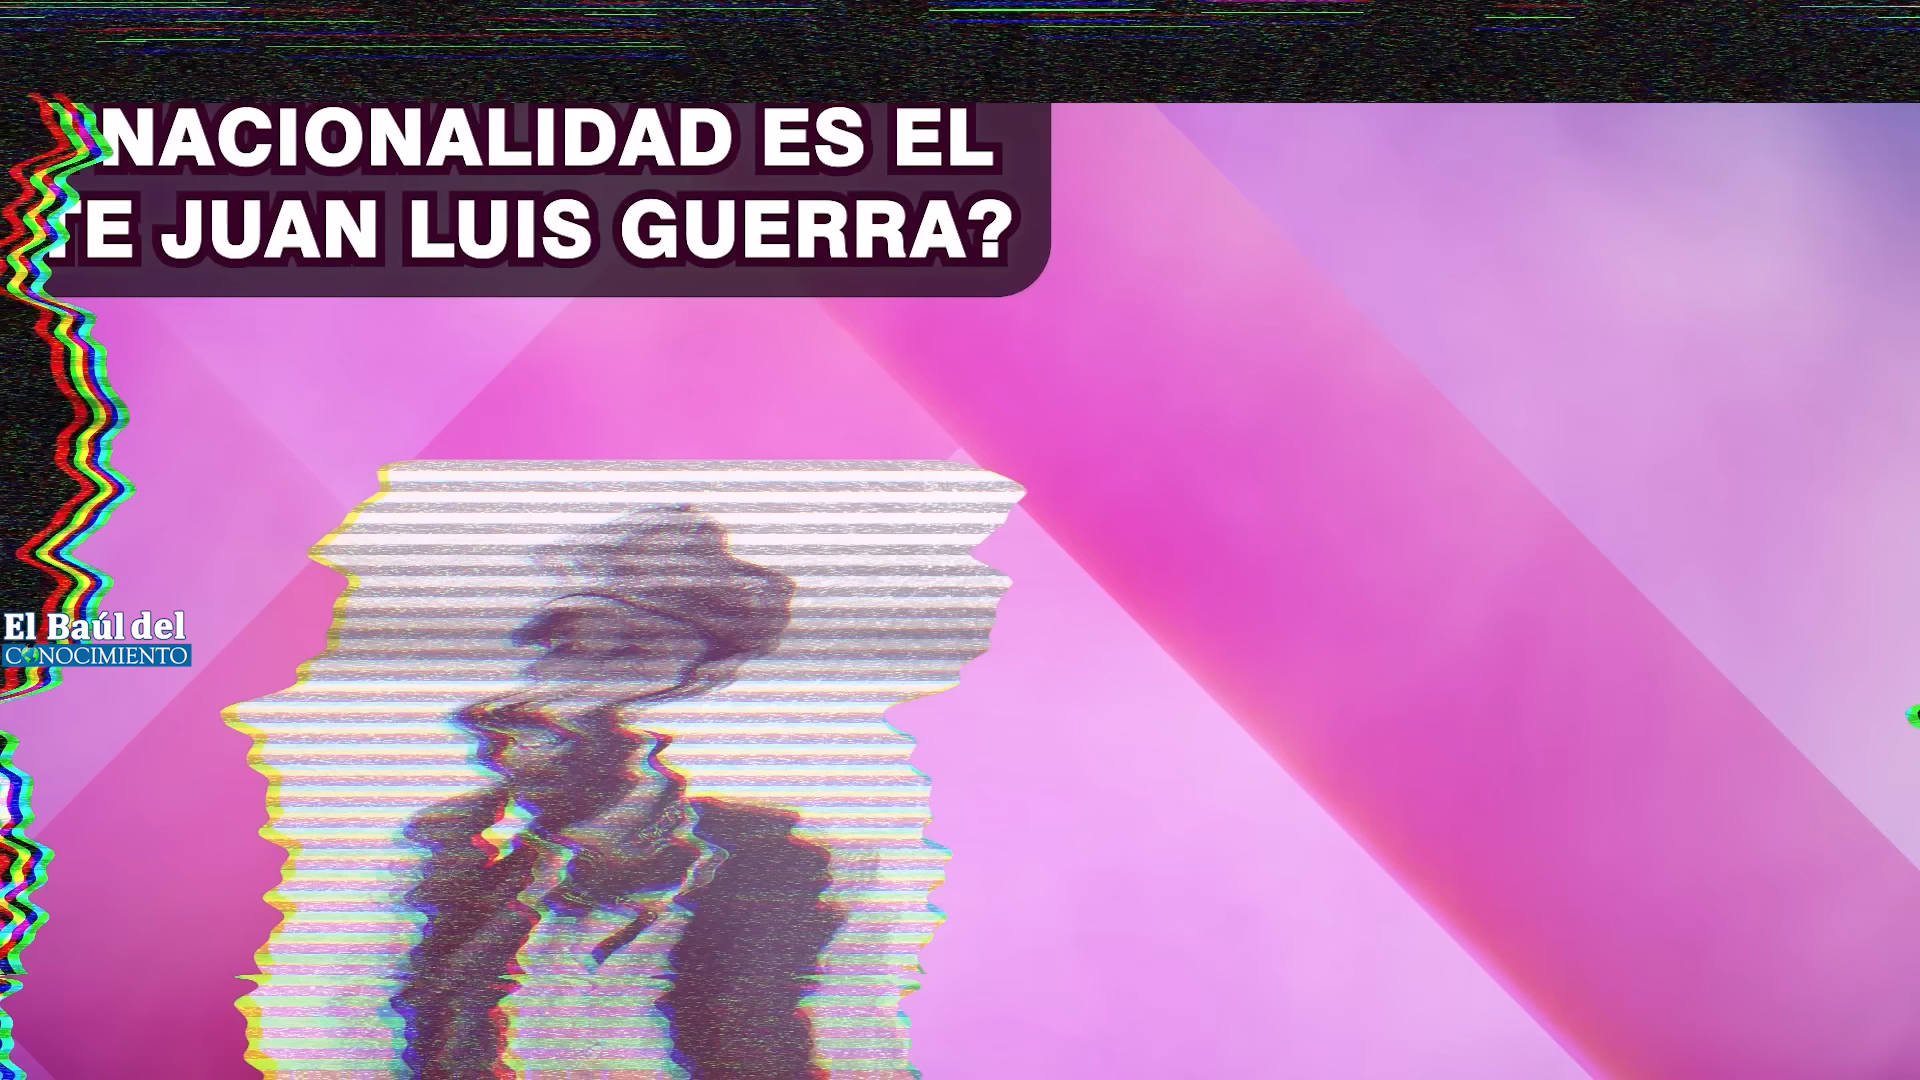 NACIONALIDAD ES EL
TE JUAN LUIS GUERRA?
El Baúl del
CONOCIMIENTO